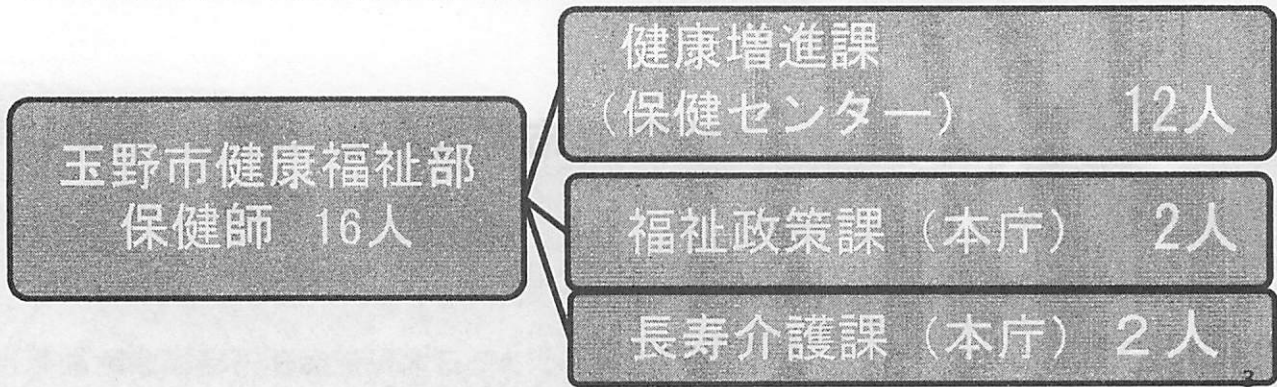 玉野市健康福祉部
保健師 16人
健康増進課
(保健センター) 12人
福祉政策課(本庁) 2人
長寿介護課(本庁) 2人
3